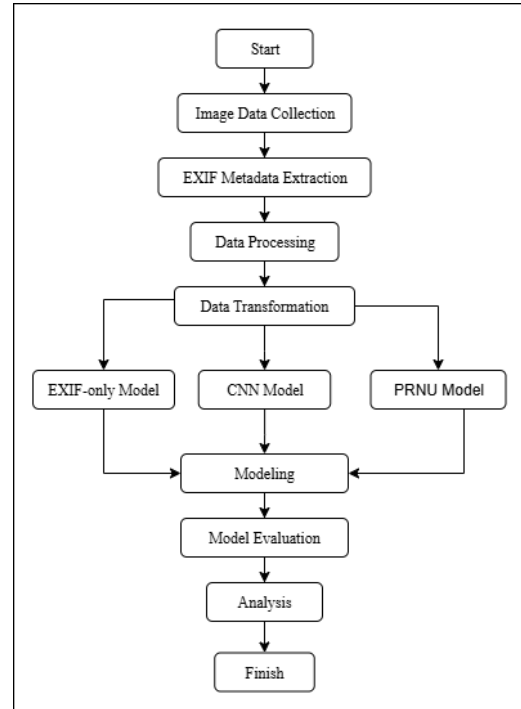 Start
Image Data Collection
EXIF Metadata Extraction
Data Processing
Data Transformation
EXIF-only Model
CNN Model
PRNU Model
Modeling
Model Evaluation
Analysis
Finish